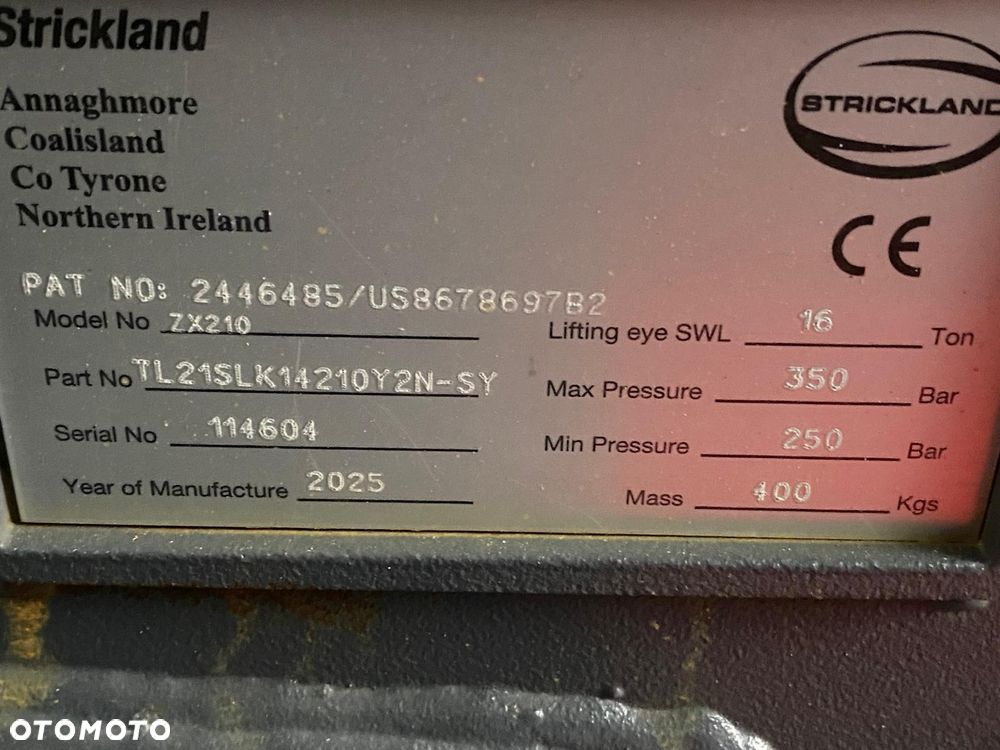 Strickland
STRICKLAND
Annaghmore
Coalisland
Co Tyrone
Northern Ireland
CE
PAT NO: 2446485/US8678697B2
Model No ZX210
Lifting eye SWL 16 Ton
Part No TL21SLK14210Y2N-SY
Max Pressure 350 Bar
Serial No 114604
Min Pressure 250 Bar
Year of Manufacture 2025
Mass 400 Kgs
OTOMOTO